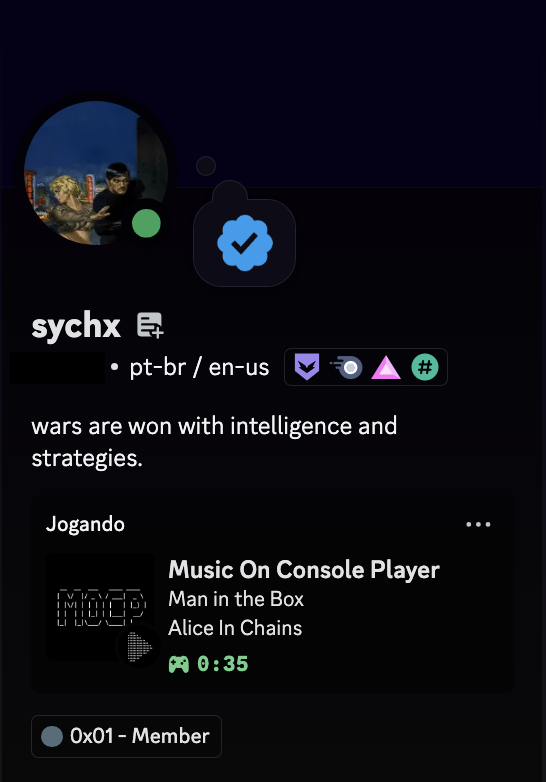 sychx
• pt-br / en-us
#
wars are won with intelligence and
strategies.
Jogando
Music On Console Player
MOCP
Man in the Box
Alice In Chains
0:35
0x01 - Member